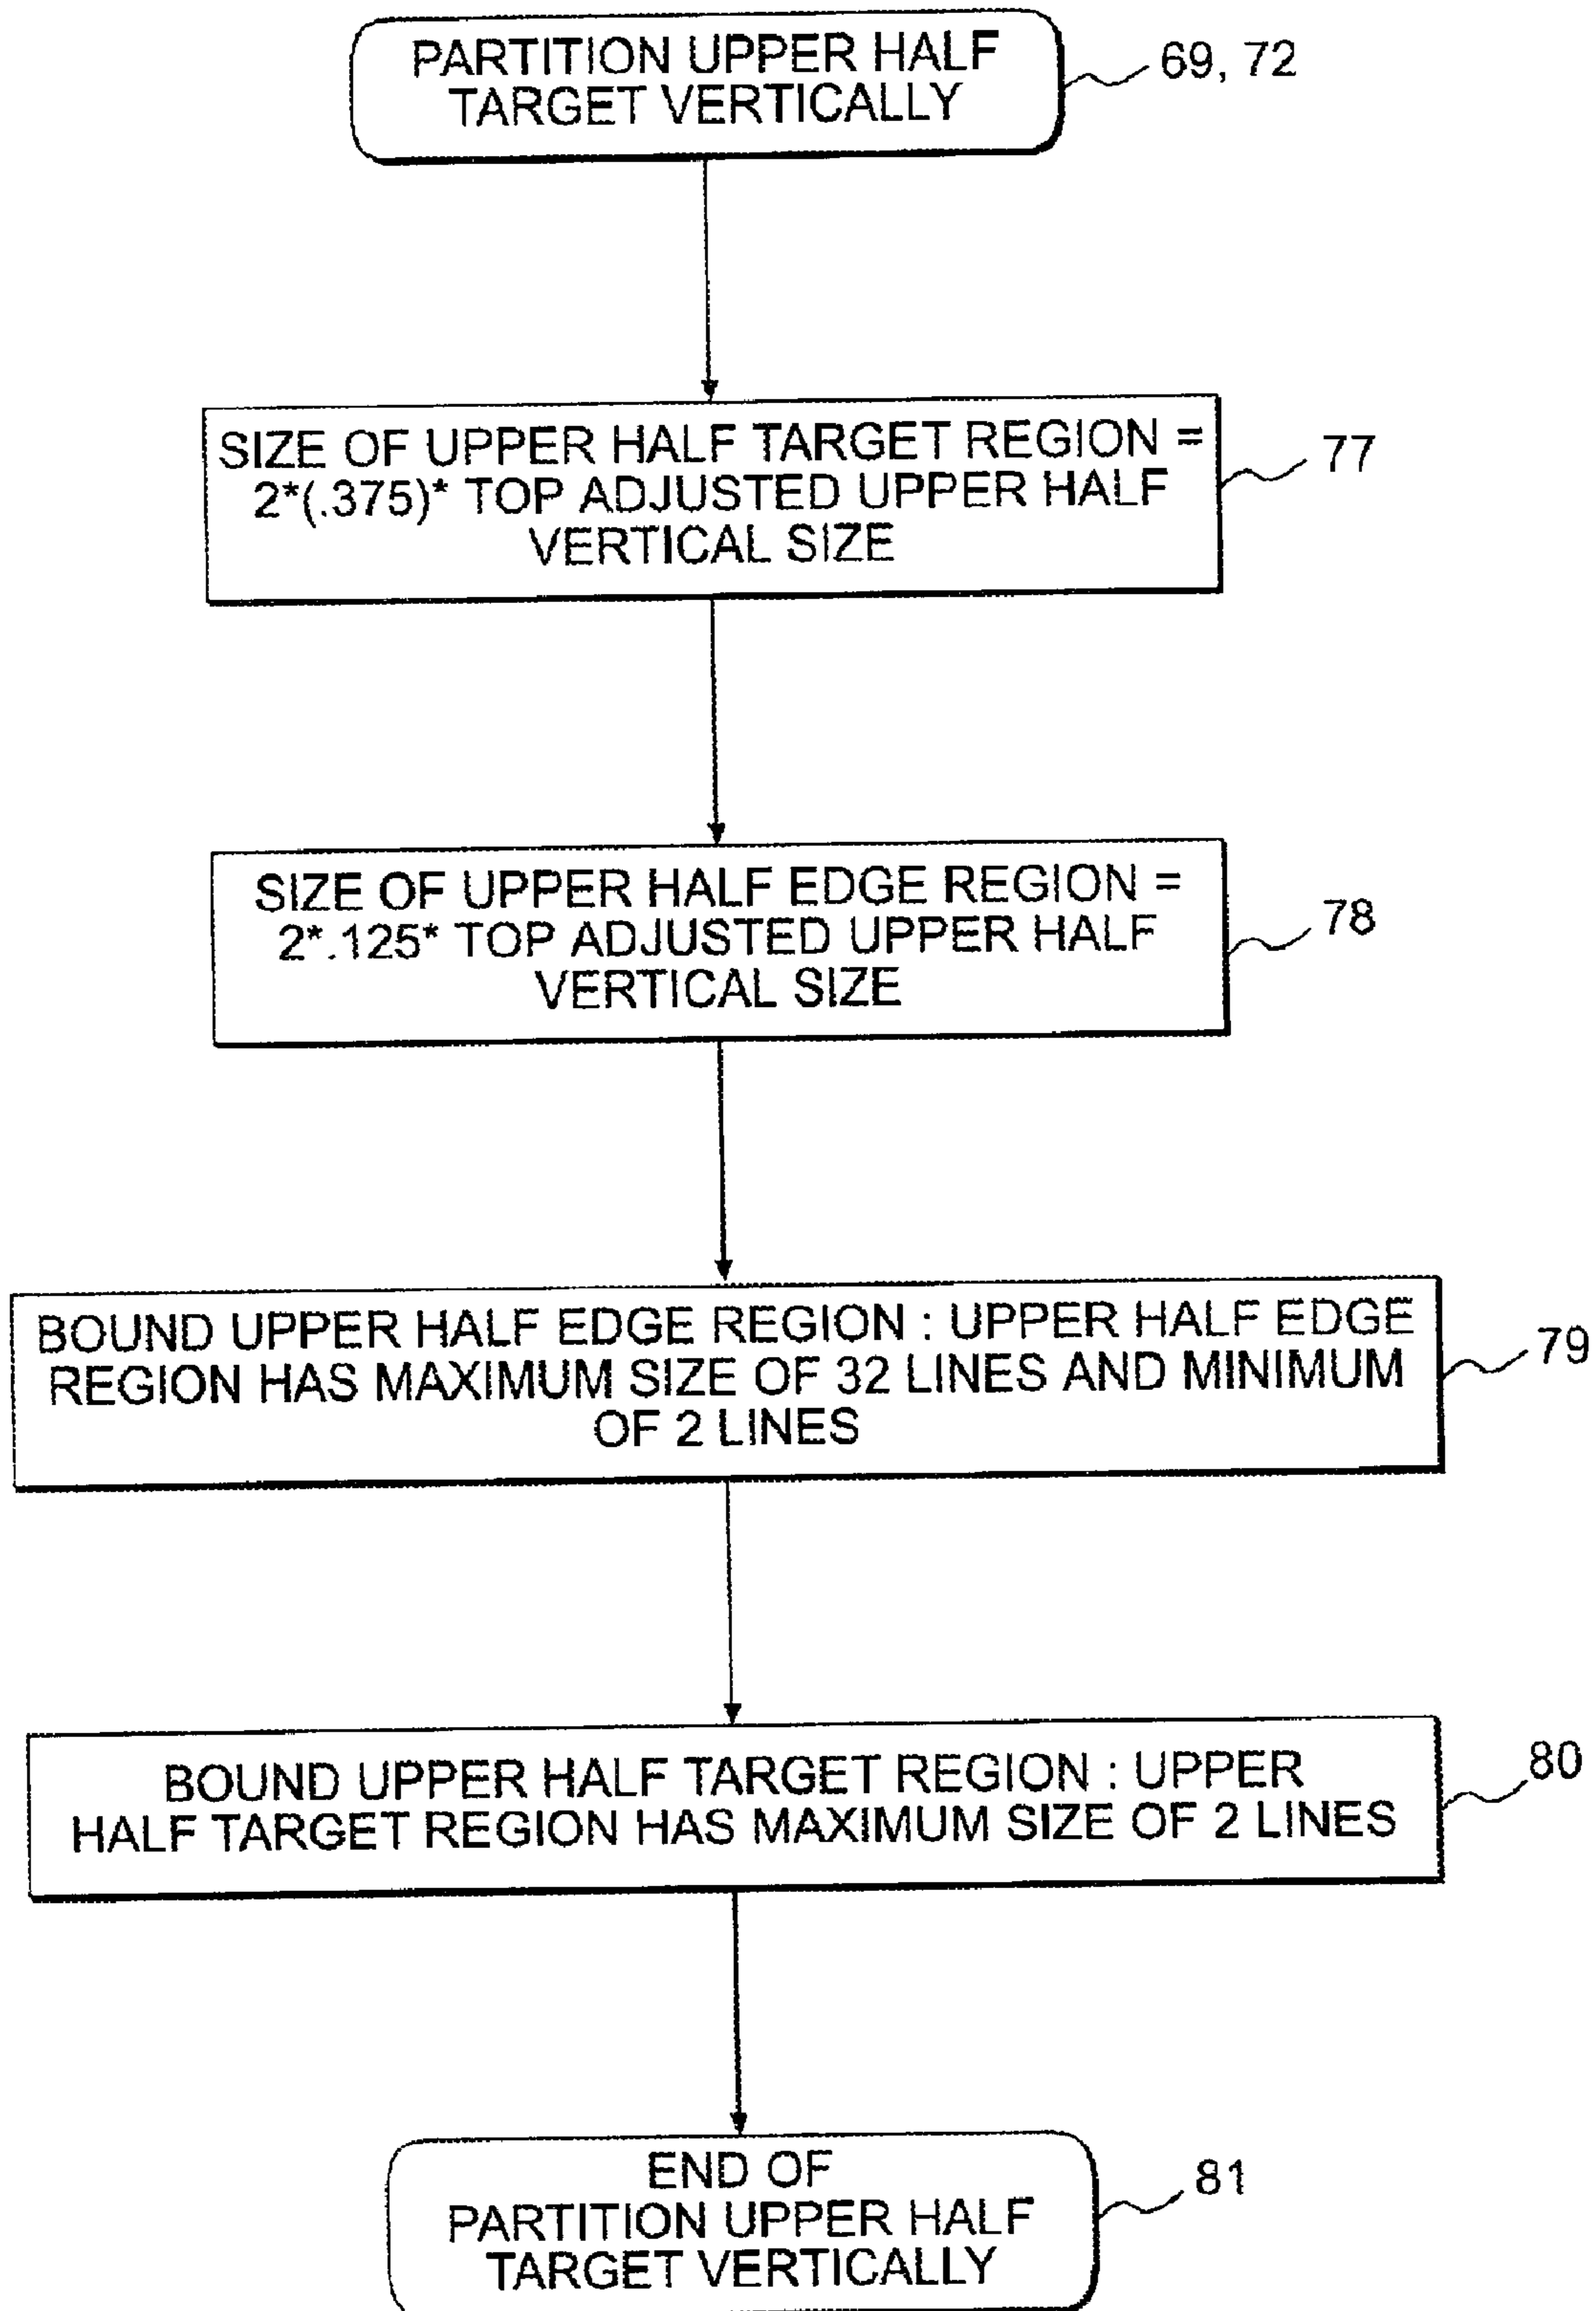 PARTITION UPPER HALF
TARGET VERTICALLY
69, 72
SIZE OF UPPER HALF TARGET REGION =
2*(.375)* TOP ADJUSTED UPPER HALF
VERTICAL SIZE
77
SIZE OF UPPER HALF EDGE REGION =
2*.125* TOP ADJUSTED UPPER HALF
VERTICAL SIZE
78
BOUND UPPER HALF EDGE REGION : UPPER HALF EDGE
REGION HAS MAXIMUM SIZE OF 32 LINES AND MINIMUM
OF 2 LINES
79
BOUND UPPER HALF TARGET REGION : UPPER
HALF TARGET REGION HAS MAXIMUM SIZE OF 2 LINES
80
END OF
PARTITION UPPER HALF
TARGET VERTICALLY
81